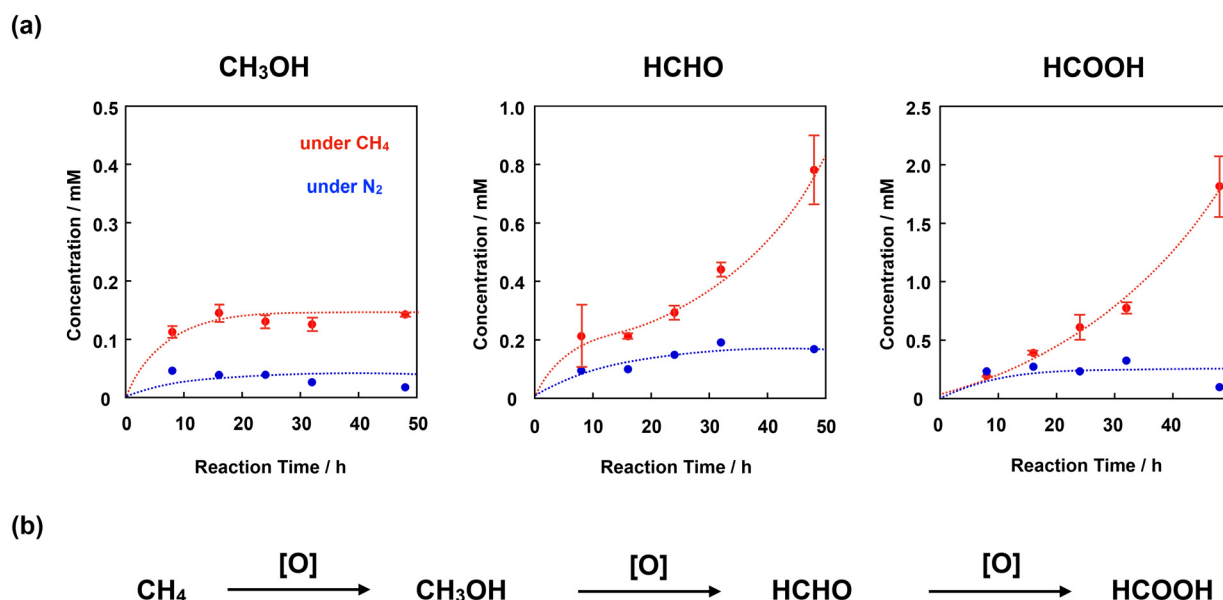 (a)
CH₃OH
HCHO
HCOOH
0.5
0.4
0.3
0.2
0.1
0
under CH₄
under N₂
Concentration / mM
0
10
20
30
40
50
Reaction Time / h
1.0
0.8
0.6
0.4
0.2
0
Concentration / mM
0
10
20
30
40
50
Reaction Time / h
2.5
2.0
1.5
1.0
0.5
0
Concentration / mM
0
10
20
30
40
Reaction Time / h
(b)
CH₄ [O] CH₃OH [O] HCHO [O] HCOOH